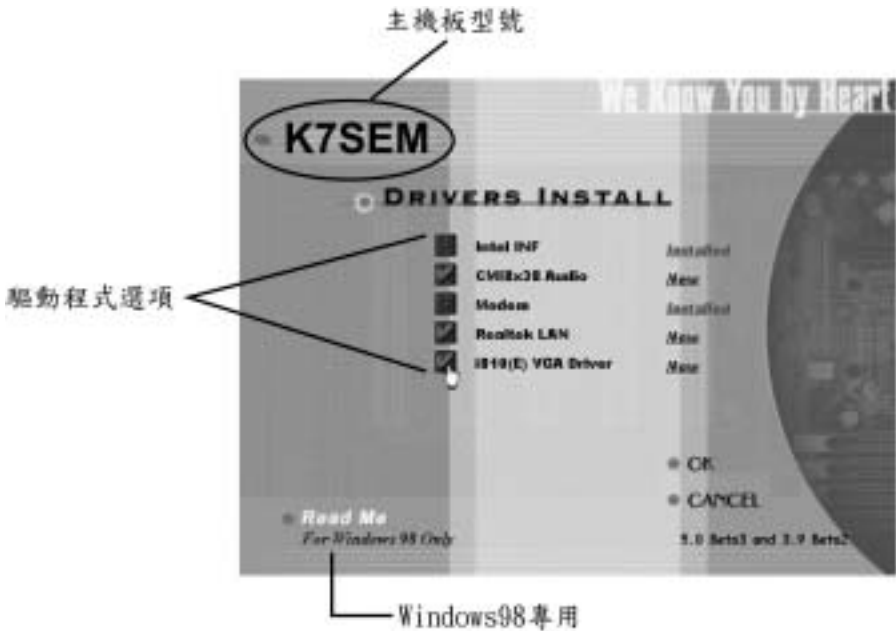 主機板型號
We Know You by Heart
K7SEM
DRIVERS INSTALL
Intel INF Installed
CMI8x38 Audio New
驅動程式選項
Modem Installed
Realtek LAN New
i810(E) VGA Driver New
OK
CANCEL
Read Me
For Windows 98 Only
5.0 Beta3 and 3.9 Beta2
Windows98專用